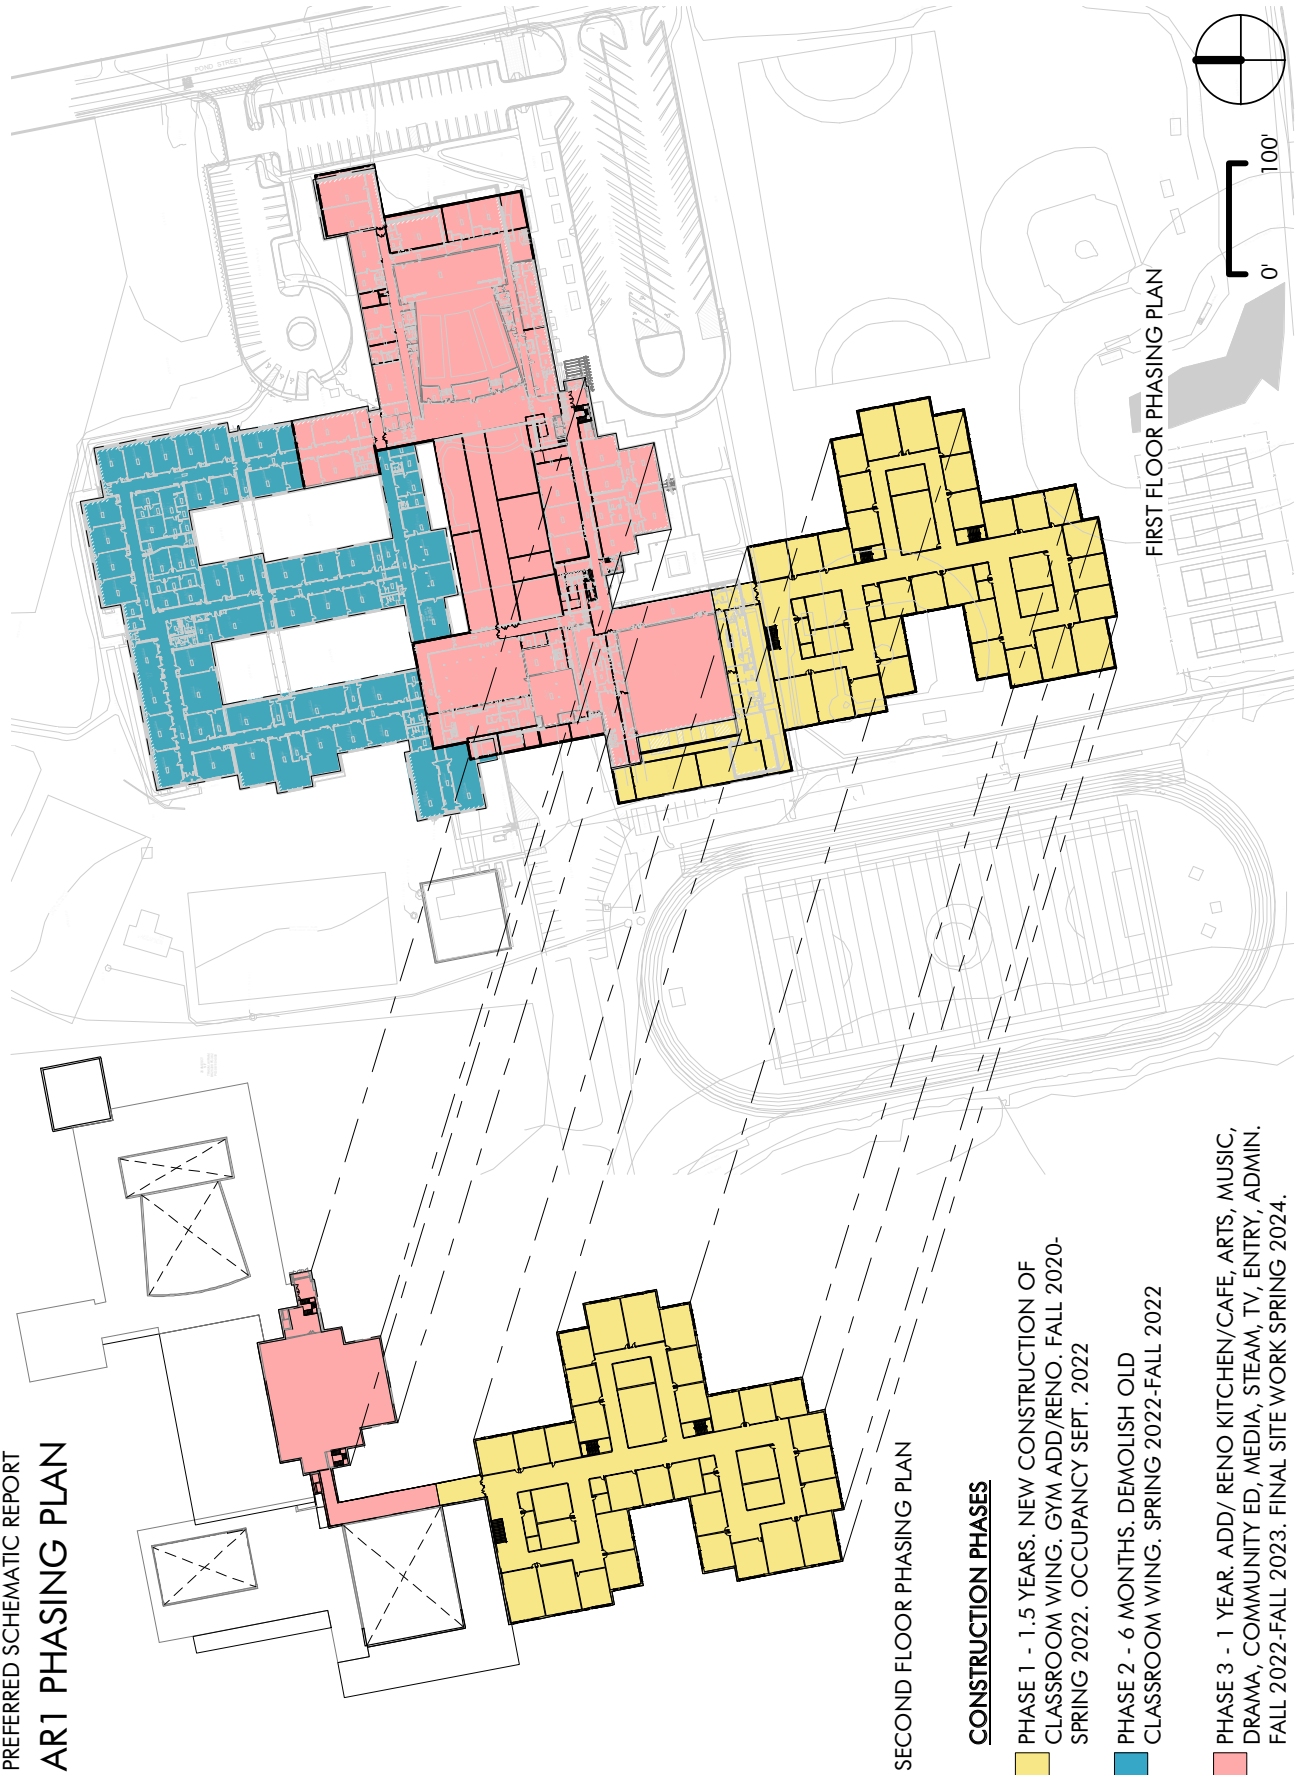 PREFERRED SCHEMATIC REPORT
AR1 PHASING PLAN
POND STREET
FIRST FLOOR PHASING PLAN
0'
100'
SECOND FLOOR PHASING PLAN
CONSTRUCTION PHASES
PHASE 1 - 1.5 YEARS. NEW CONSTRUCTION OF
CLASSROOM WING. GYM ADD/RENO. FALL 2020-
SPRING 2022. OCCUPANCY SEPT. 2022
PHASE 2 - 6 MONTHS. DEMOLISH OLD
CLASSROOM WING. SPRING 2022-FALL 2022
PHASE 3 - 1 YEAR. ADD/ RENO KITCHEN/CAFE, ARTS, MUSIC,
DRAMA, COMMUNITY ED, MEDIA, STEAM, TV, ENTRY, ADMIN.
FALL 2022-FALL 2023. FINAL SITE WORK SPRING 2024.